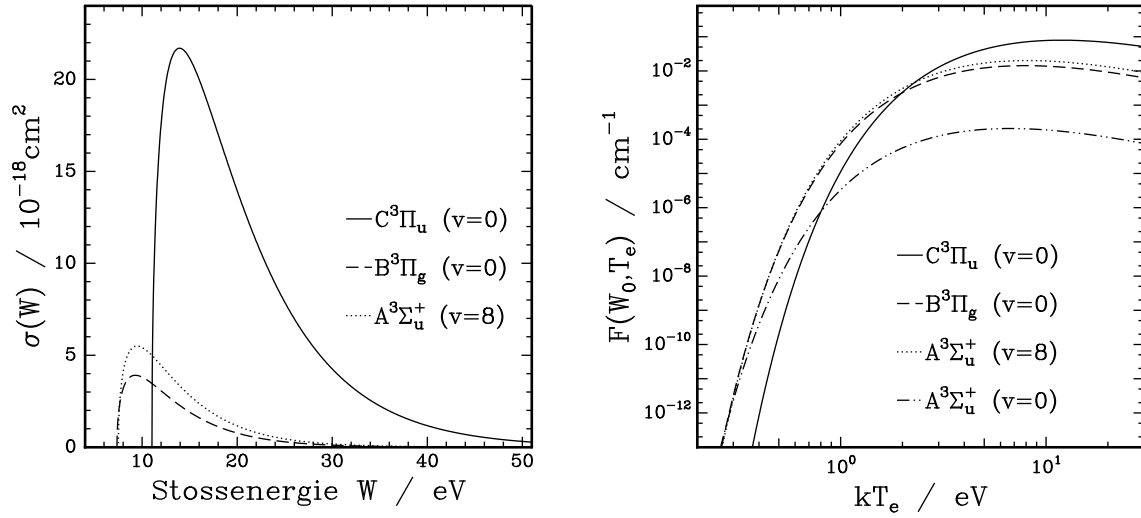 σ(W) / 10⁻¹⁸cm²
20
15
10
5
0
C³Πᵤ (v=0)
B³Π_g (v=0)
A³Σᵤ⁺ (v=8)
10
20
30
40
50
Stossenergie W / eV
F(W₀,Tₑ) / cm⁻¹
10⁻²
10⁻⁴
10⁻⁶
10⁻⁸
10⁻¹⁰
10⁻¹²
C³Πᵤ (v=0)
B³Π_g (v=0)
A³Σᵤ⁺ (v=8)
A³Σᵤ⁺ (v=0)
10⁰
10¹
kTₑ / eV